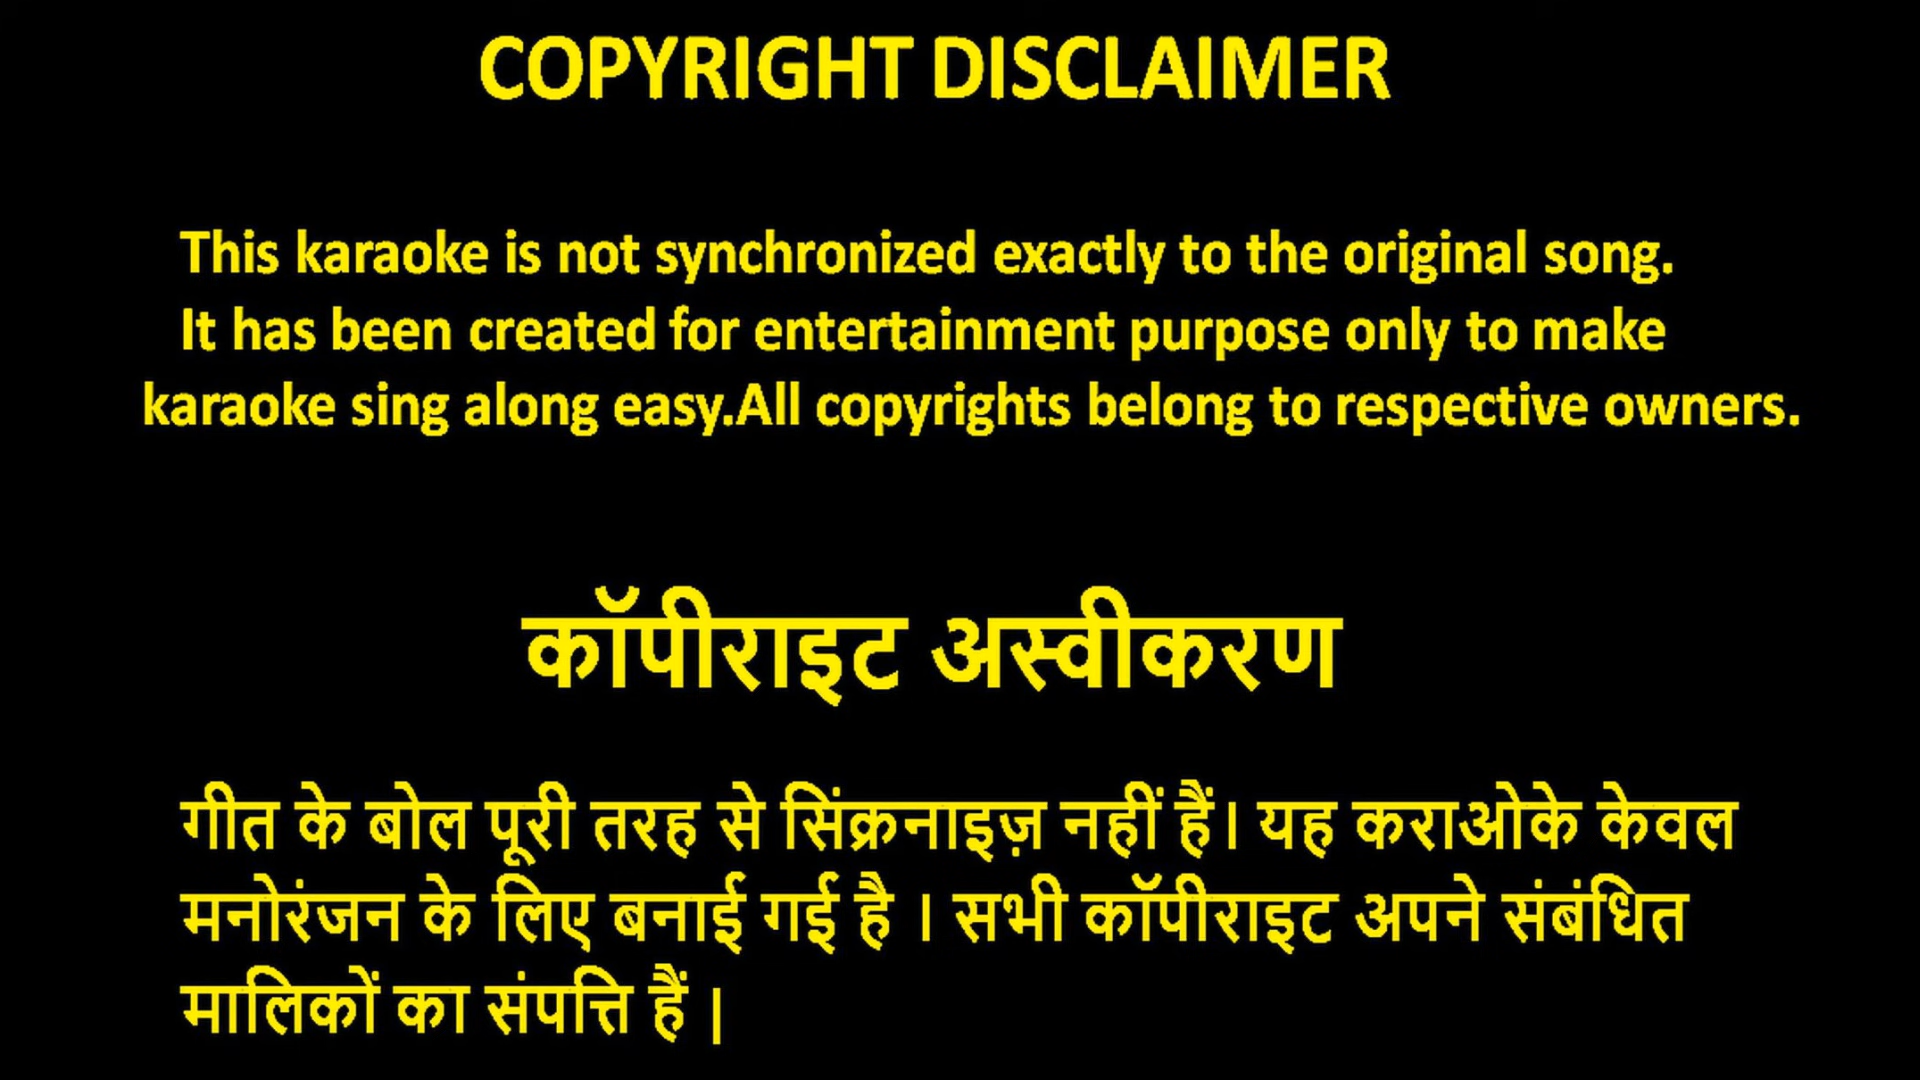 COPYRIGHT DISCLAIMER
This karaoke is not synchronized exactly to the original song.
It has been created for entertainment purpose only to make
karaoke sing along easy.All copyrights belong to respective owners.
कॉपीराइट अस्वीकरण
गीत के बोल पूरी तरह से सिंक्रनाइज़ नहीं हैं। यह कराओके केवल
मनोरंजन के लिए बनाई गई है । सभी कॉपीराइट अपने संबंधित
मालिकों का संपत्ति हैं |